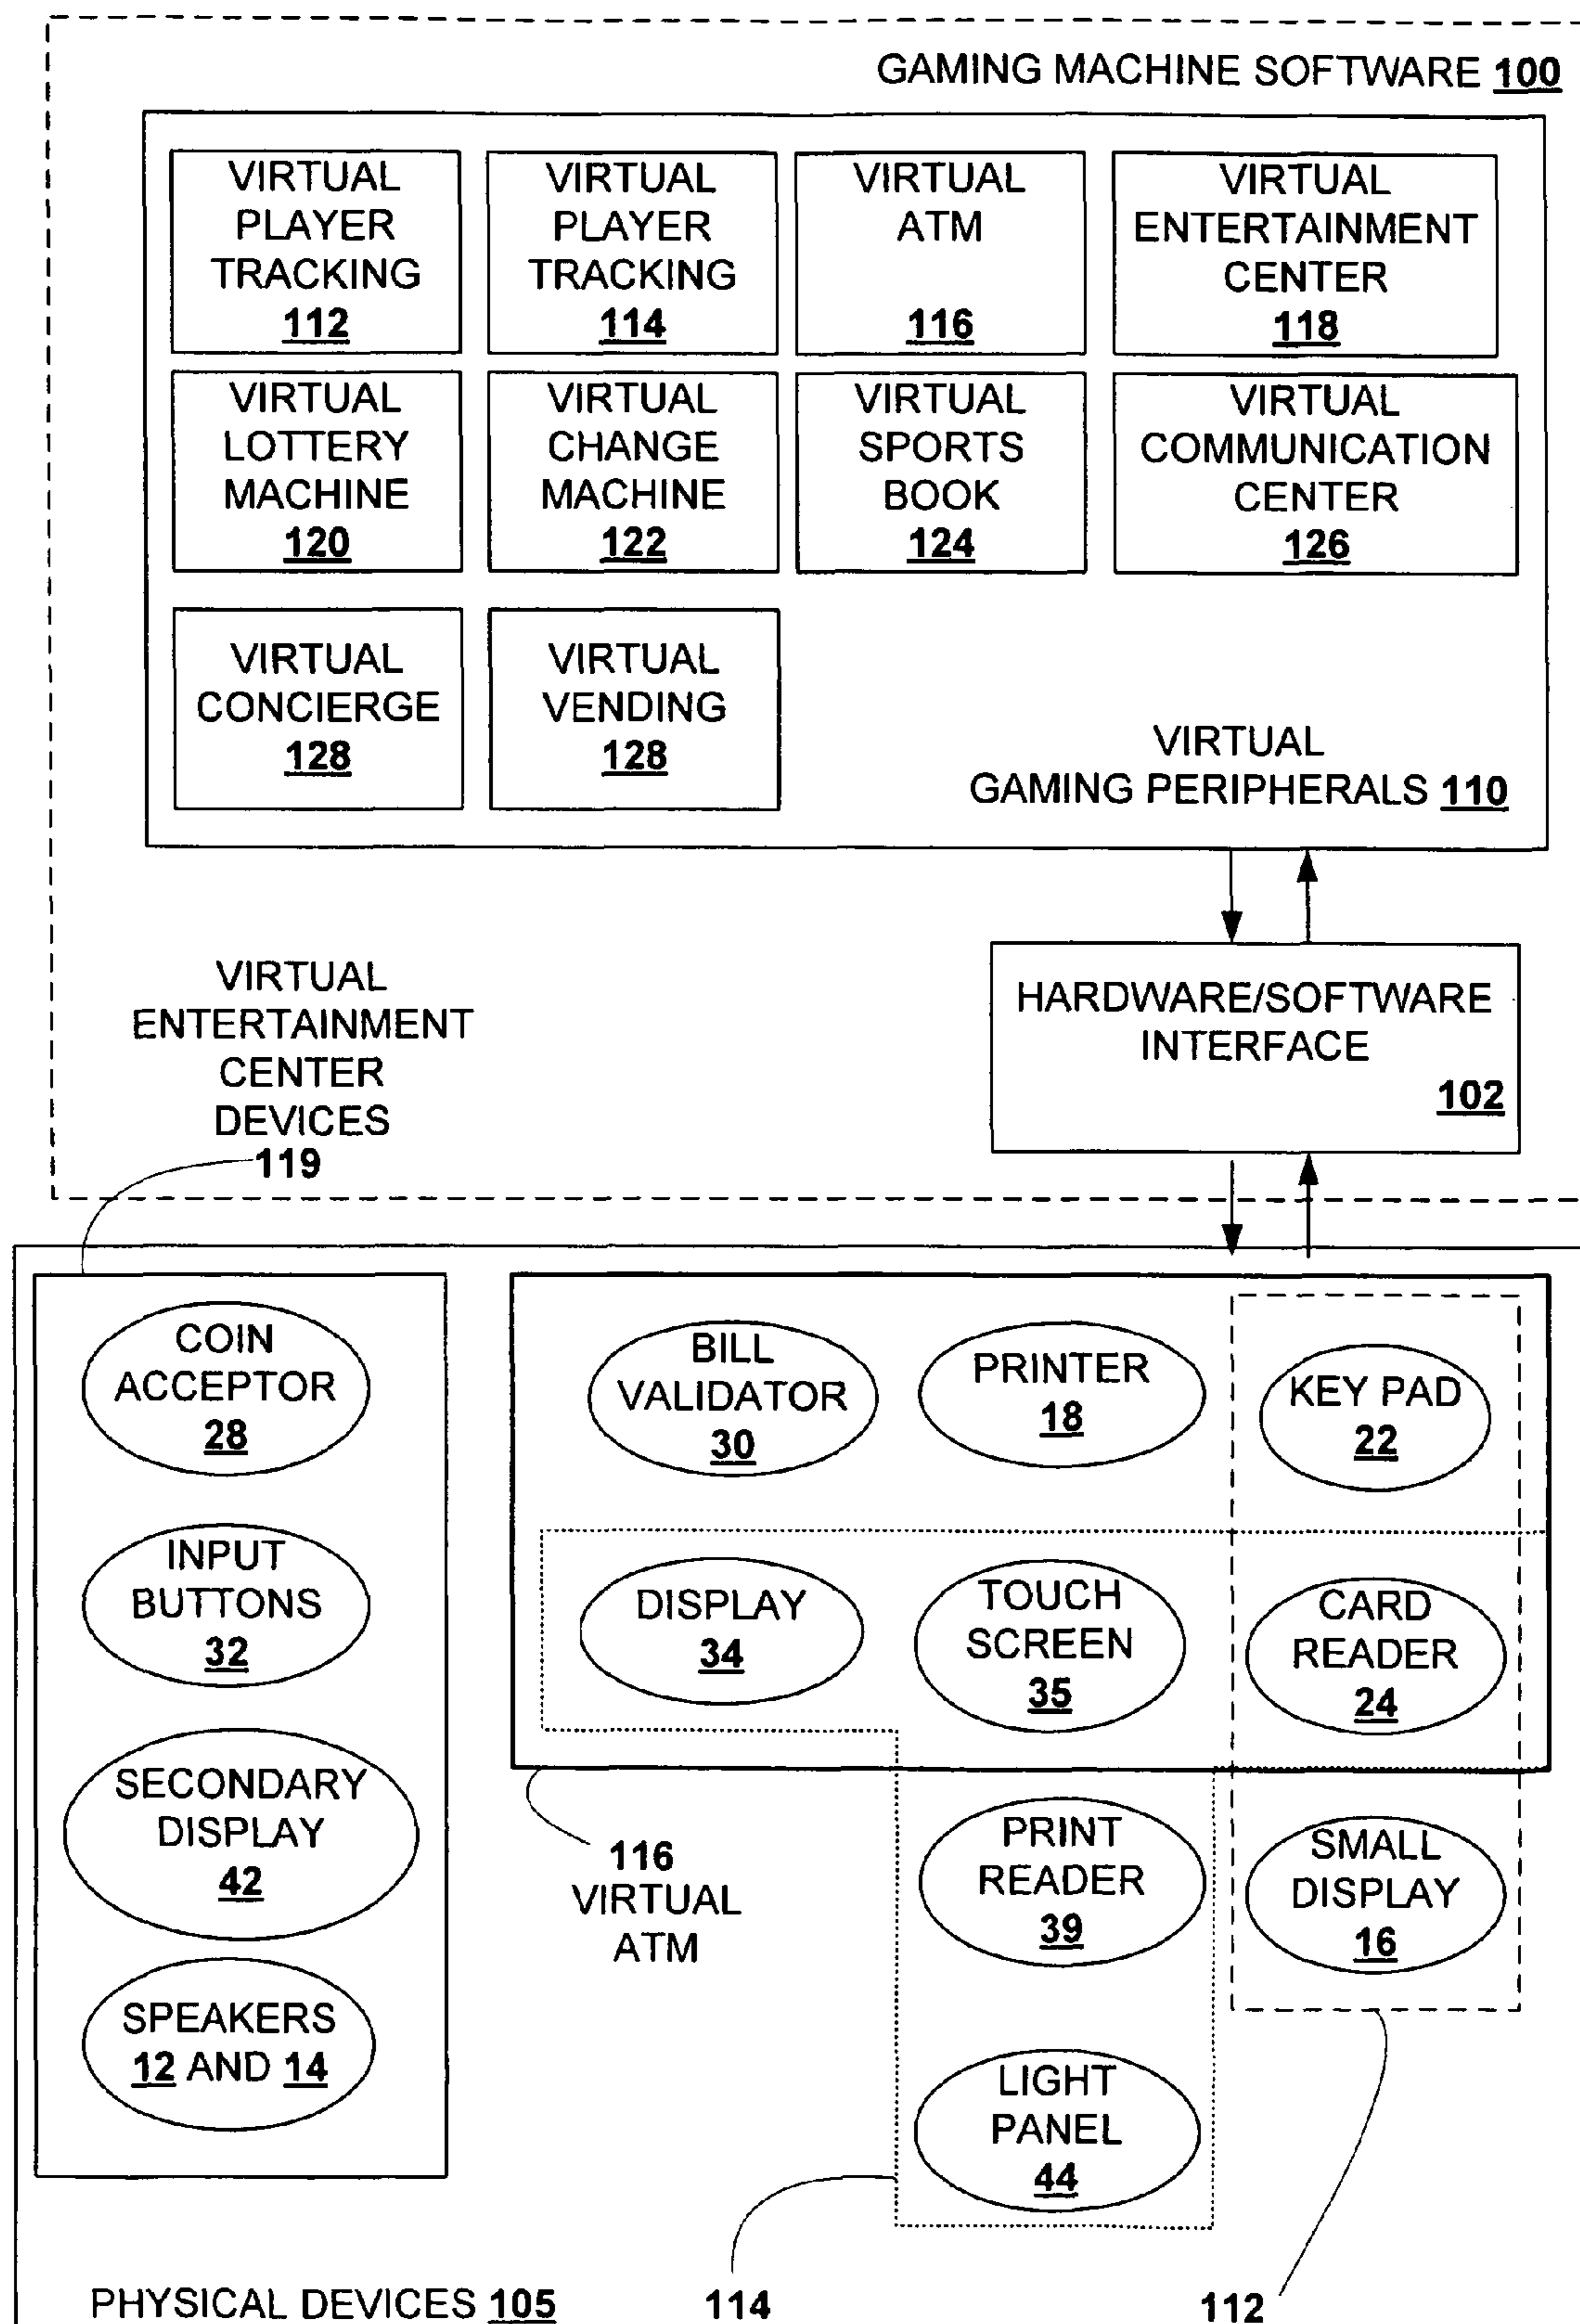 GAMING MACHINE SOFTWARE 100
VIRTUAL
PLAYER
TRACKING
112
VIRTUAL
PLAYER
TRACKING
114
VIRTUAL
ATM
116
VIRTUAL
ENTERTAINMENT
CENTER
118
VIRTUAL
LOTTERY
MACHINE
120
VIRTUAL
CHANGE
MACHINE
122
VIRTUAL
SPORTS
BOOK
124
VIRTUAL
COMMUNICATION
CENTER
126
VIRTUAL
CONCIERGE
128
VIRTUAL
VENDING
128
VIRTUAL
GAMING PERIPHERALS 110
HARDWARE/SOFTWARE
INTERFACE
102
VIRTUAL
ENTERTAINMENT
CENTER
DEVICES
119
COIN
ACCEPTOR
28
INPUT
BUTTONS
32
SECONDARY
DISPLAY
42
SPEAKERS
12 AND 14
BILL
VALIDATOR
30
PRINTER
18
KEY PAD
22
DISPLAY
34
TOUCH
SCREEN
35
CARD
READER
24
116
VIRTUAL
ATM
PRINT
READER
39
SMALL
DISPLAY
16
LIGHT
PANEL
44
PHYSICAL DEVICES 105
114
112